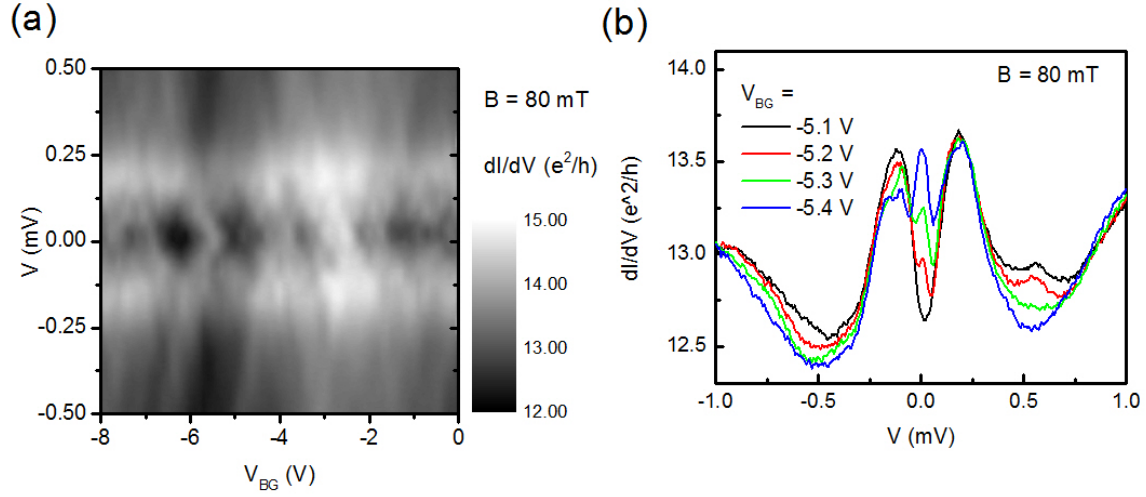 (a)
0.50
0.25
0.00
-0.25
-0.50
V (mV)
-8
-6
-4
-2
0
V_BG (V)
B = 80 mT
dI/dV (e²/h)
15.00
14.00
13.00
12.00
(b)
14.0
13.5
13.0
12.5
dI/dV (e^2/h)
B = 80 mT
V_BG =
-5.1 V
-5.2 V
-5.3 V
-5.4 V
-1.0
-0.5
0.0
0.5
1.0
V (mV)